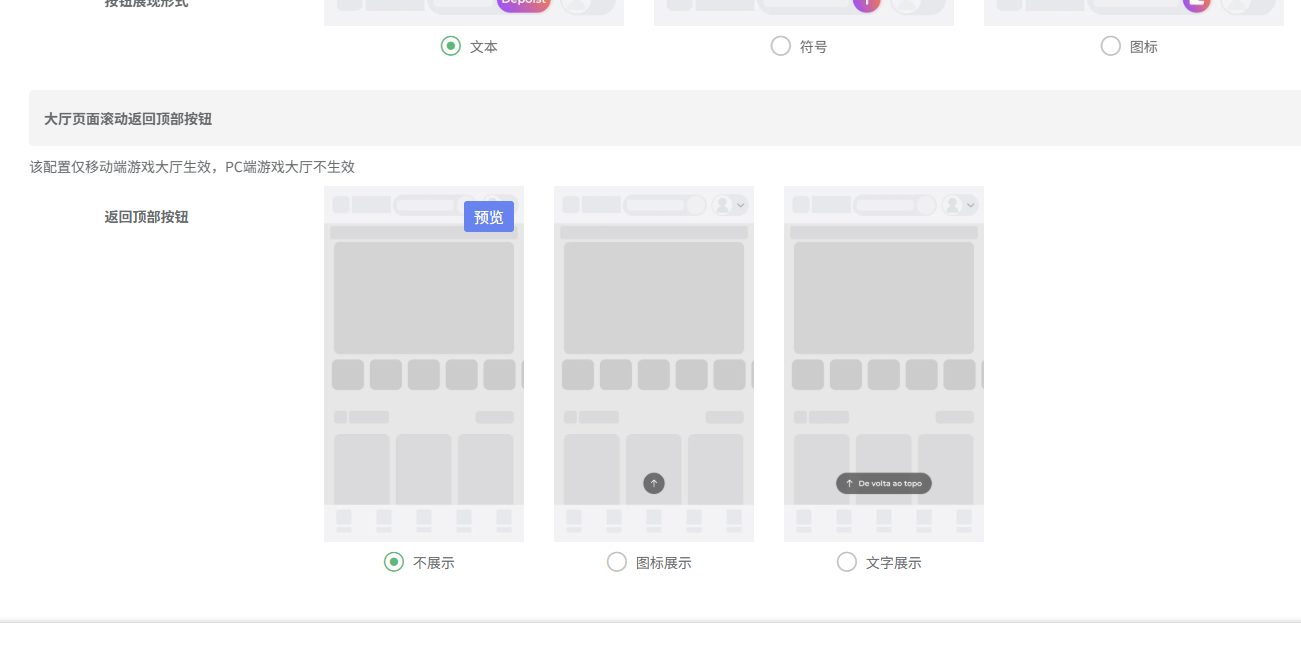 按钮展现形式
Depoist
文本
符号
图标
大厅页面滚动返回顶部按钮
该配置仅移动端游戏大厅生效，PC端游戏大厅不生效
返回顶部按钮
预览
De volta ao topo
不展示
图标展示
文字展示